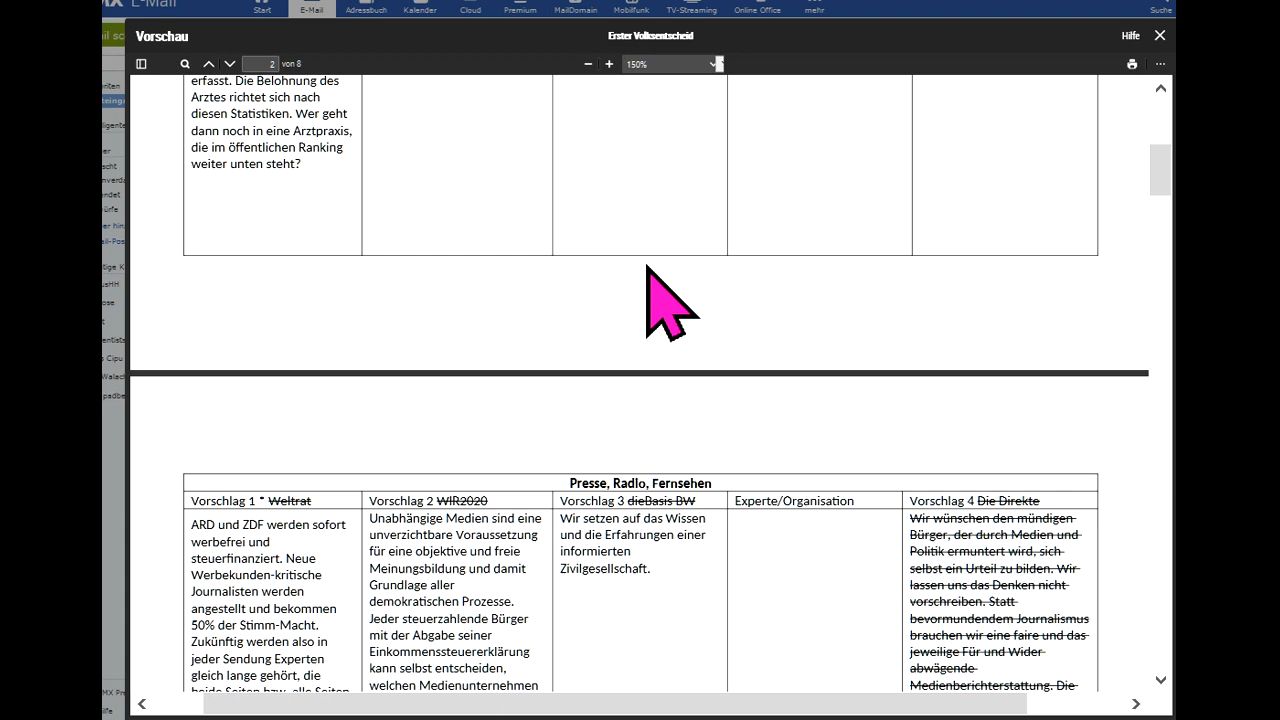 E-Mail
Start E-Mail Adressbuch Kalender Cloud Premium MailDomain Mobilfunk TV-Streaming Online Office mehr Suche
Vorschau Erster Volksentscheid Hilfe
2 von 8 150%
erfasst. Die Belohnung des
Arztes richtet sich nach
diesen Statistiken. Wer geht
dann noch in eine Arztpraxis,
die im öffentlichen Ranking
weiter unten steht?
Presse, Radio, Fernsehen
Vorschlag 1 * Weltrat
Vorschlag 2 WIR2020
Vorschlag 3 dieBasis BW
Experte/Organisation
Vorschlag 4 Die Direkte
ARD und ZDF werden sofort
werbefrei und
steuerfinanziert. Neue
Werbekunden-kritische
Journalisten werden
angestellt und bekommen
50% der Stimm-Macht.
Zukünftig werden also in
jeder Sendung Experten
gleich lange gehört, die
beide Seiten bzw. alle Seiten
Unabhängige Medien sind eine
unverzichtbare Voraussetzung
für eine objektive und freie
Meinungsbildung und damit
Grundlage aller
demokratischen Prozesse.
Jeder steuerzahlende Bürger
mit der Abgabe seiner
Einkommenssteuererklärung
kann selbst entscheiden,
welchen Medienunternehmen
Wir setzen auf das Wissen
und die Erfahrungen einer
informierten
Zivilgesellschaft.
Wir wünschen den mündigen
Bürger, der durch Medien und
Politik ermuntert wird, sich
selbst ein Urteil zu bilden. Wir
lassen uns das Denken nicht
vorschreiben. Statt
bevormundendem Journalismus
brauchen wir eine faire und das
jeweilige Für und Wider
abwägende
Medienberichterstattung. Die